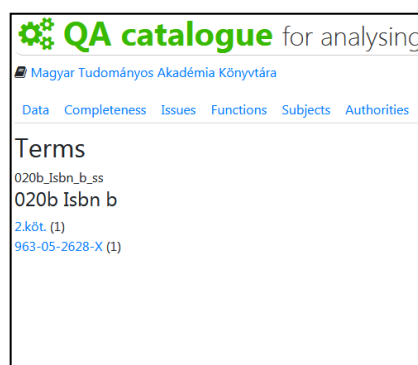 QA catalogue for analysing
Magyar Tudományos Akadémia Könyvtára
Data Completeness Issues Functions Subjects Authorities
Terms
020b_Isbn_b_ss
020b Isbn b
2.köt. (1)
963-05-2628-X (1)